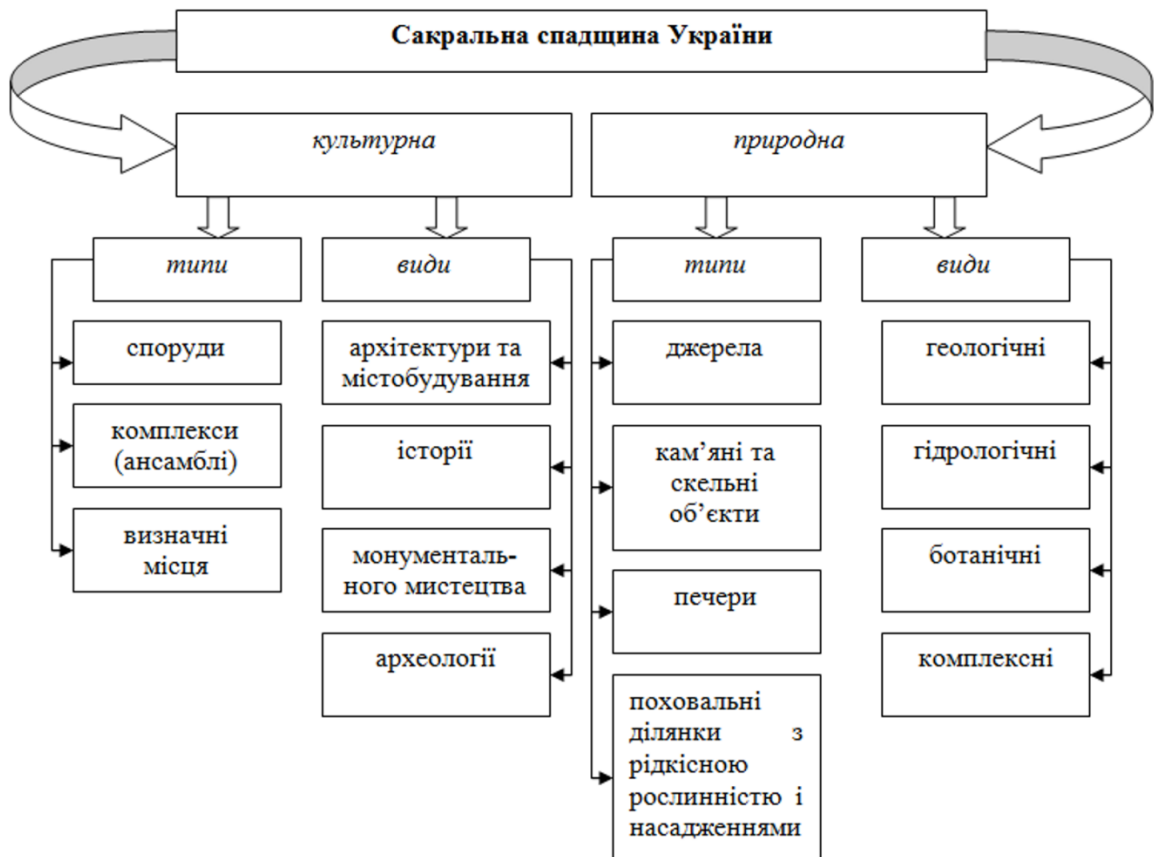 Сакральна спадщина України
культурна
природна
типи
види
типи
види
споруди
комплекси
(ансамблі)
визначні
місця
архітектури та
містобудування
історії
монументаль-
ного мистецтва
археології
джерела
кам’яні та
скельні
об’єкти
печери
поховальні
ділянки з
рідкісною
рослинністю і
насадженнями
геологічні
гідрологічні
ботанічні
комплексні